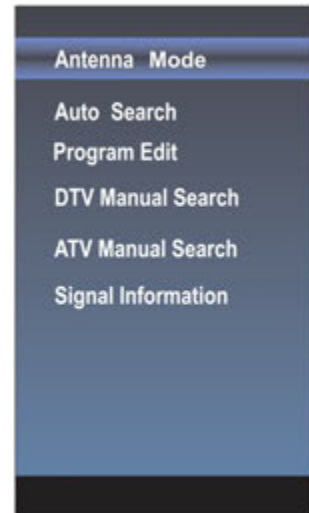 Antenna Mode
Auto Search
Program Edit
DTV Manual Search
ATV Manual Search
Signal Information